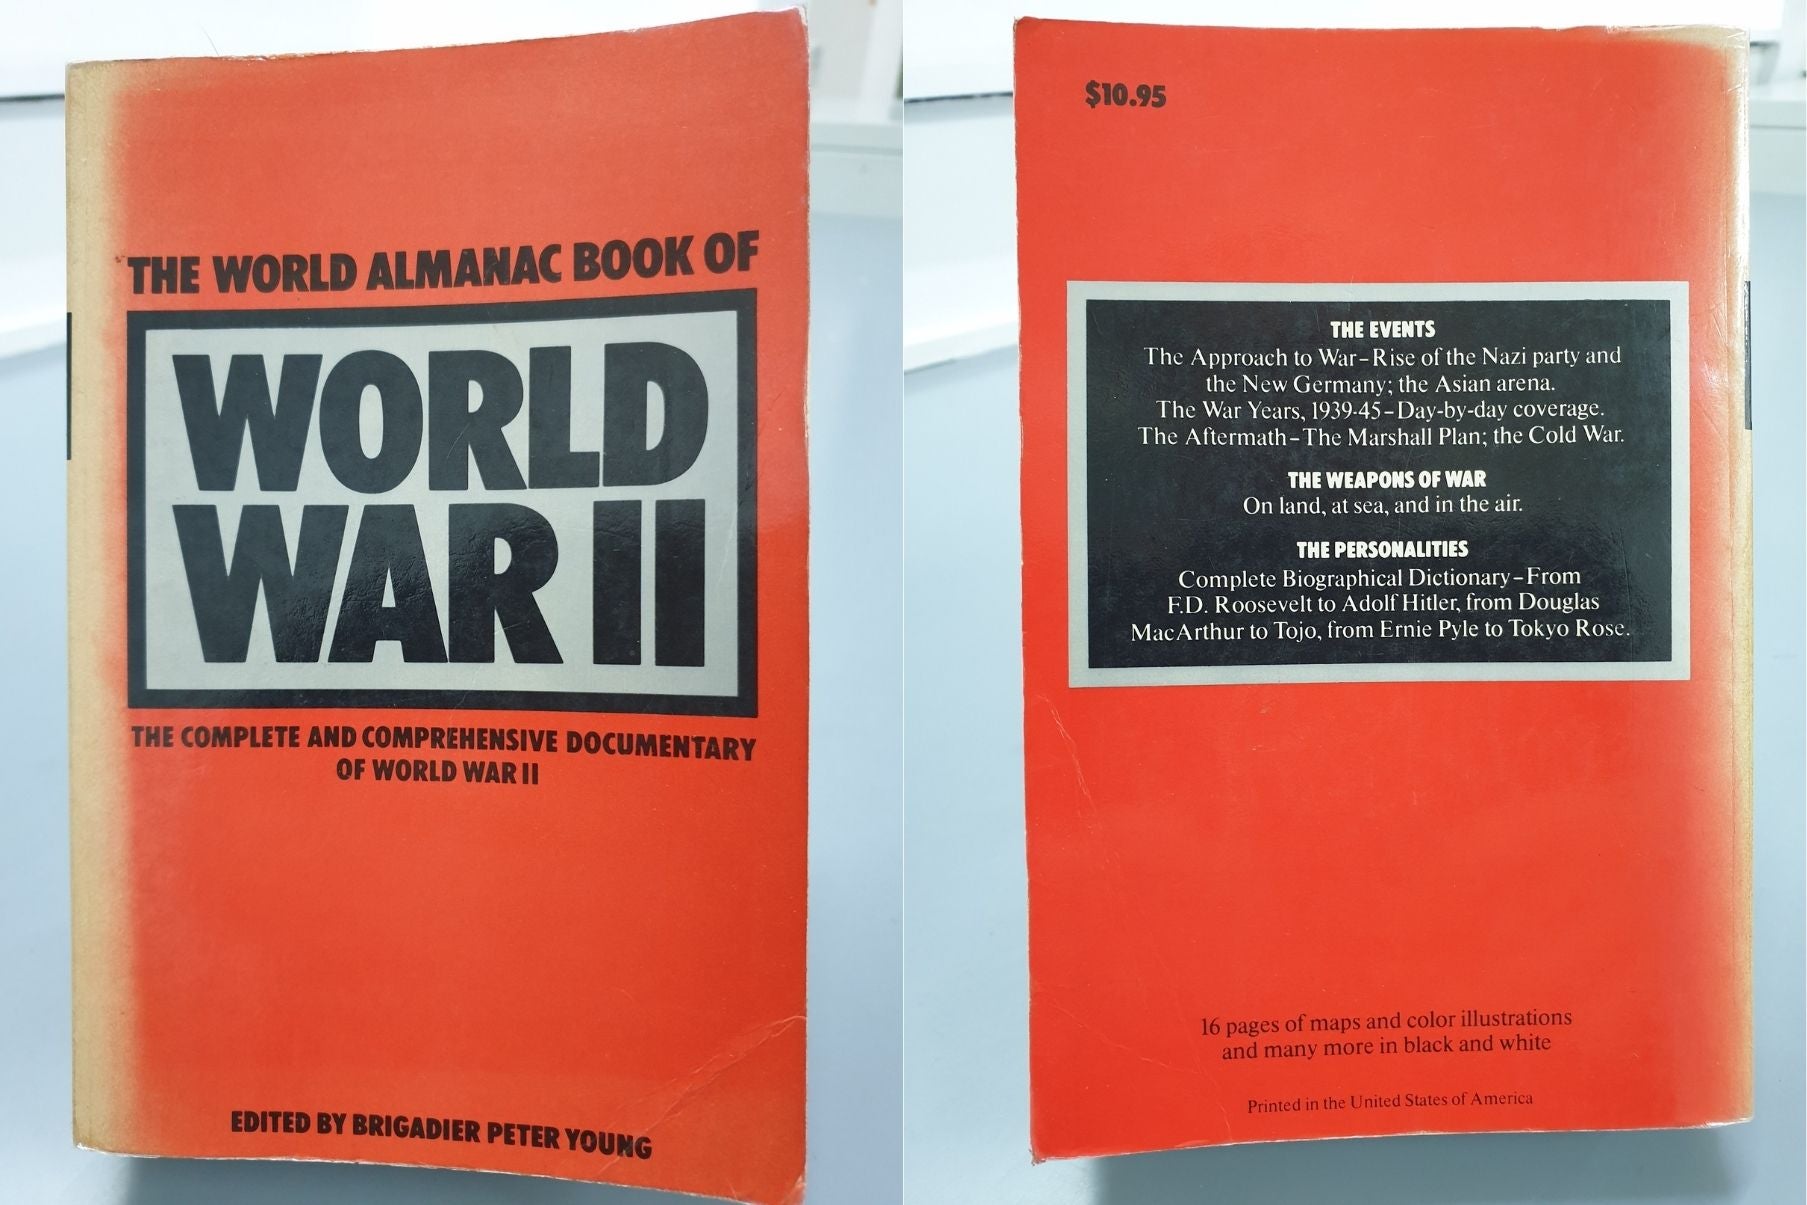 THE WORLD ALMANAC BOOK OF
WORLD
WAR II
THE COMPLETE AND COMPREHENSIVE DOCUMENTARY
OF WORLD WAR II
EDITED BY BRIGADIER PETER YOUNG
$10.95
THE EVENTS
The Approach to War–Rise of the Nazi party and
the New Germany; the Asian arena.
The War Years, 1939-45–Day-by-day coverage.
The Aftermath–The Marshall Plan; the Cold War.
THE WEAPONS OF WAR
On land, at sea, and in the air.
THE PERSONALITIES
Complete Biographical Dictionary–From
F.D. Roosevelt to Adolf Hitler, from Douglas
MacArthur to Tojo, from Ernie Pyle to Tokyo Rose.
16 pages of maps and color illustrations
and many more in black and white
Printed in the United States of America